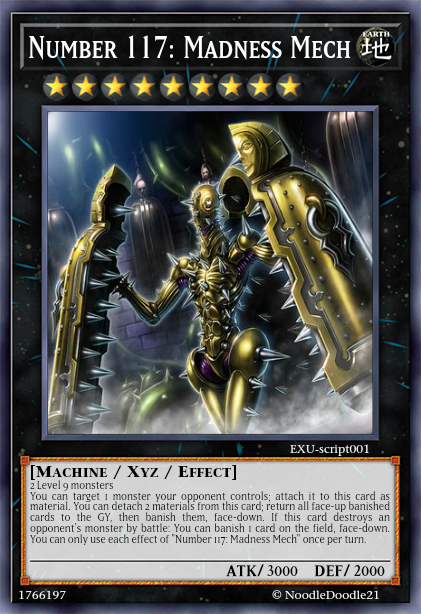 NUMBER 117: MADNESS MECH
EARTH
地
EXU-script001
[MACHINE / XYZ / EFFECT]
2 Level 9 monsters
You can target 1 monster your opponent controls; attach it to this card as
material. You can detach 2 materials from this card; return all face-up banished
cards to the GY, then banish them, face-down. If this card destroys an
opponent's monster by battle: You can banish 1 card on the field, face-down.
You can only use each effect of "Number 117: Madness Mech" once per turn.
ATK/ 3000 DEF/ 2000
1766197 © NoodleDoodle21